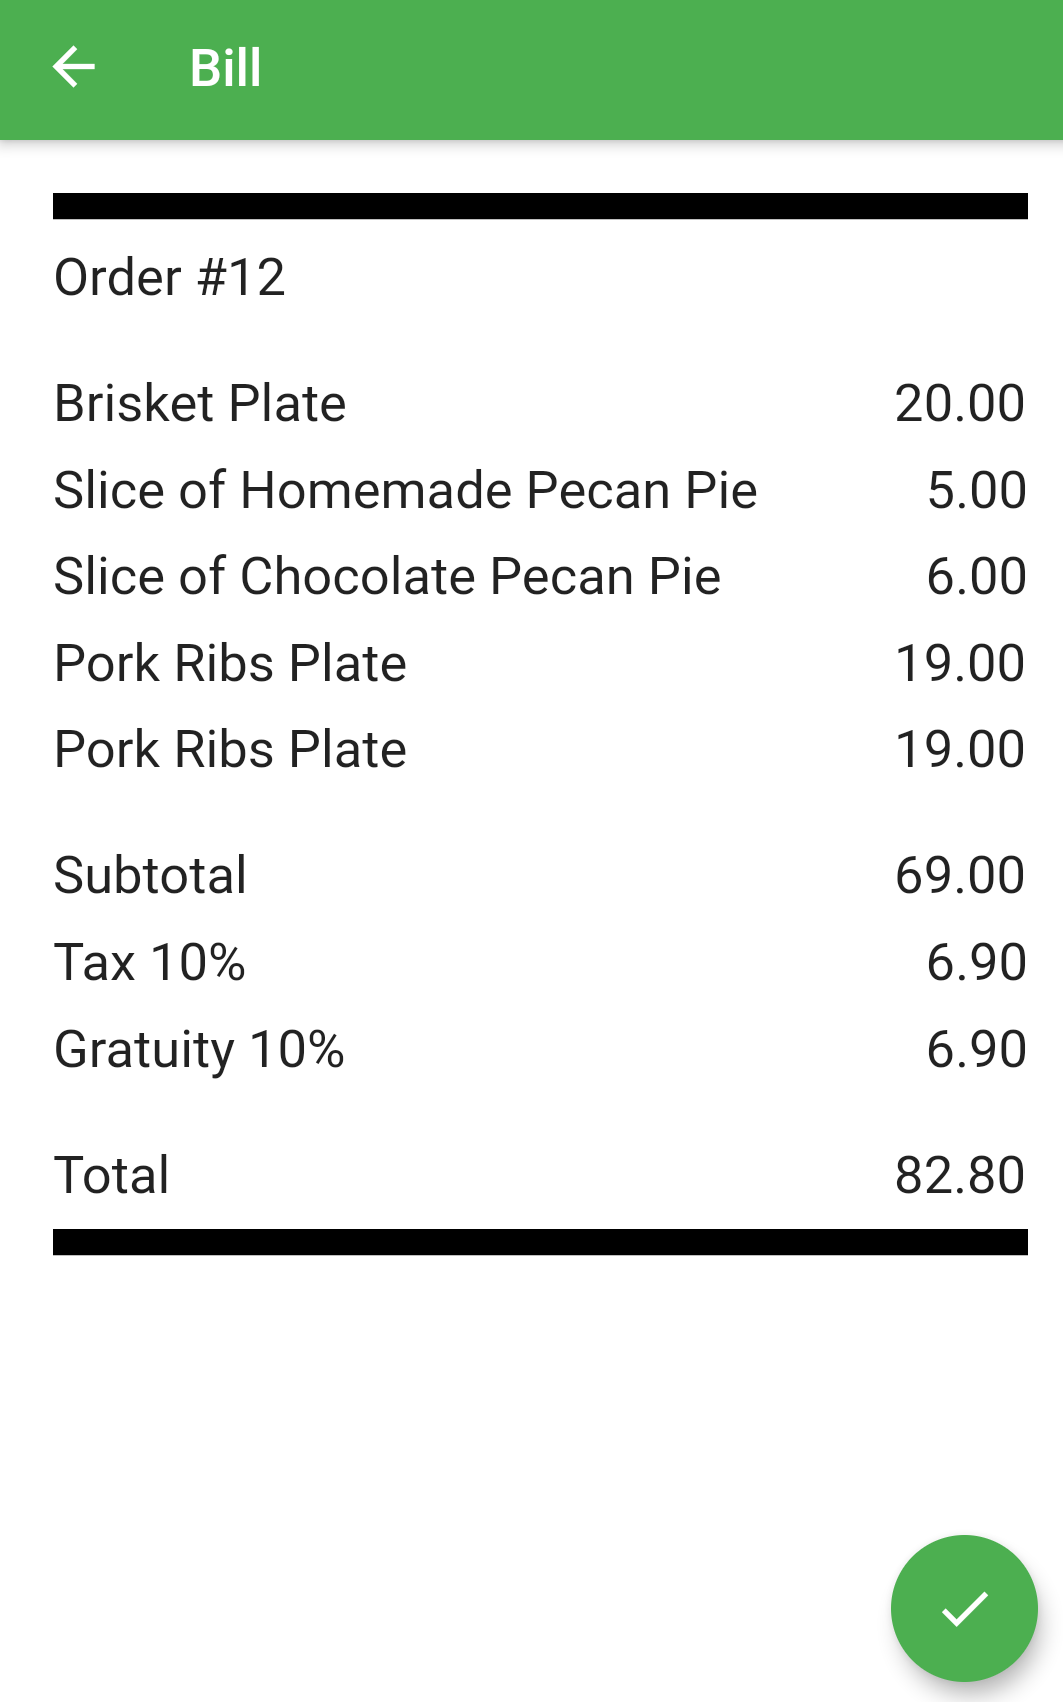 Bill
Order #12
Brisket Plate 20.00
Slice of Homemade Pecan Pie 5.00
Slice of Chocolate Pecan Pie 6.00
Pork Ribs Plate 19.00
Pork Ribs Plate 19.00
Subtotal 69.00
Tax 10% 6.90
Gratuity 10% 6.90
Total 82.80